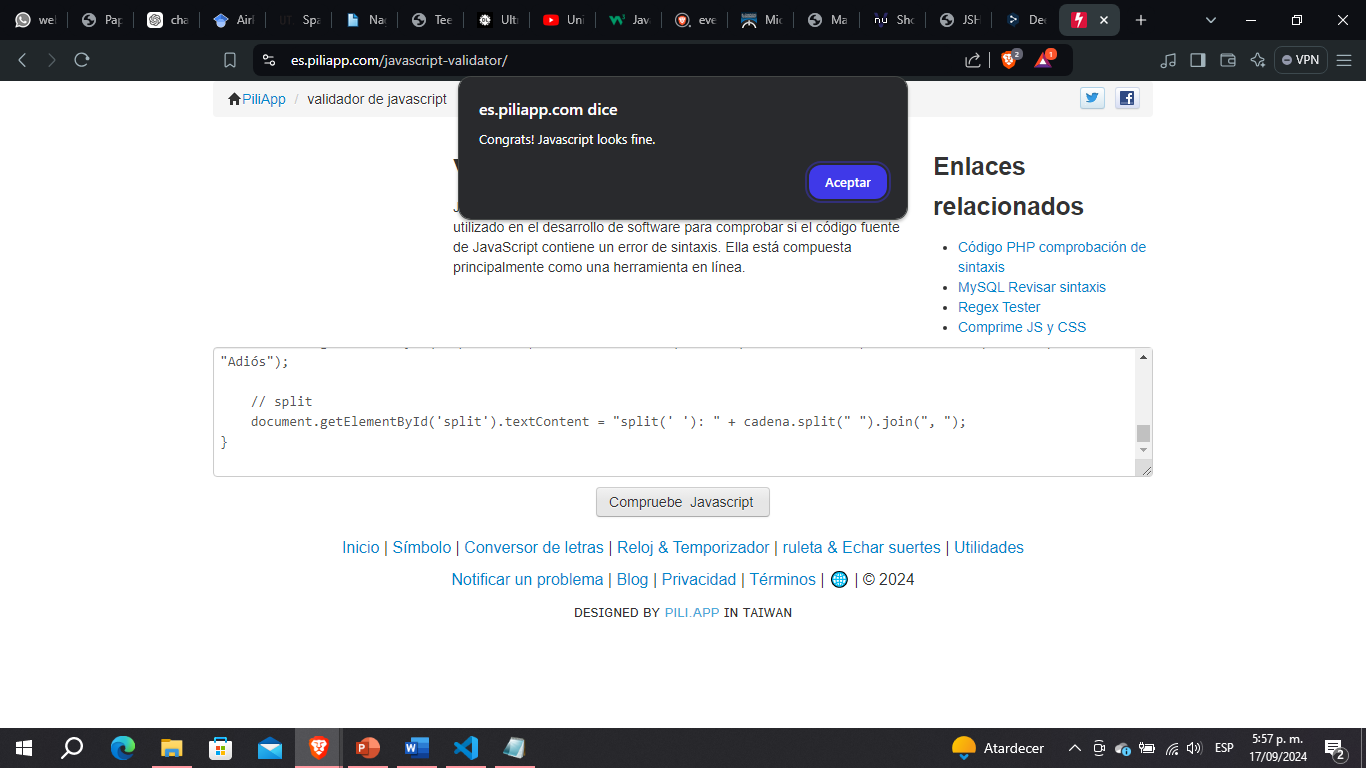 web
Pap
cha
Airl
Spa
Nac
Tee
Ultr
Uni
Java
eve
Mic
Ma
Sho
JSH
Dec
es.piliapp.com/javascript-validator/
2
1
VPN
PiliApp / validador de javascript
es.piliapp.com dice
Congrats! Javascript looks fine.
Aceptar
utilizado en el desarrollo de software para comprobar si el código fuente
de JavaScript contiene un error de sintaxis. Ella está compuesta
principalmente como una herramienta en línea.
Enlaces
relacionados
Código PHP comprobación de
sintaxis
MySQL Revisar sintaxis
Regex Tester
Comprime JS y CSS
"Adiós");
// split
document.getElementById('split').textContent = "split(' '): " + cadena.split(" ").join(", ");
}
Compruebe Javascript
Inicio | Símbolo | Conversor de letras | Reloj & Temporizador | ruleta & Echar suertes | Utilidades
Notificar un problema | Blog | Privacidad | Términos | | © 2024
DESIGNED BY PILI.APP IN TAIWAN
Atardecer
ESP
5:57 p. m.
17/09/2024
2